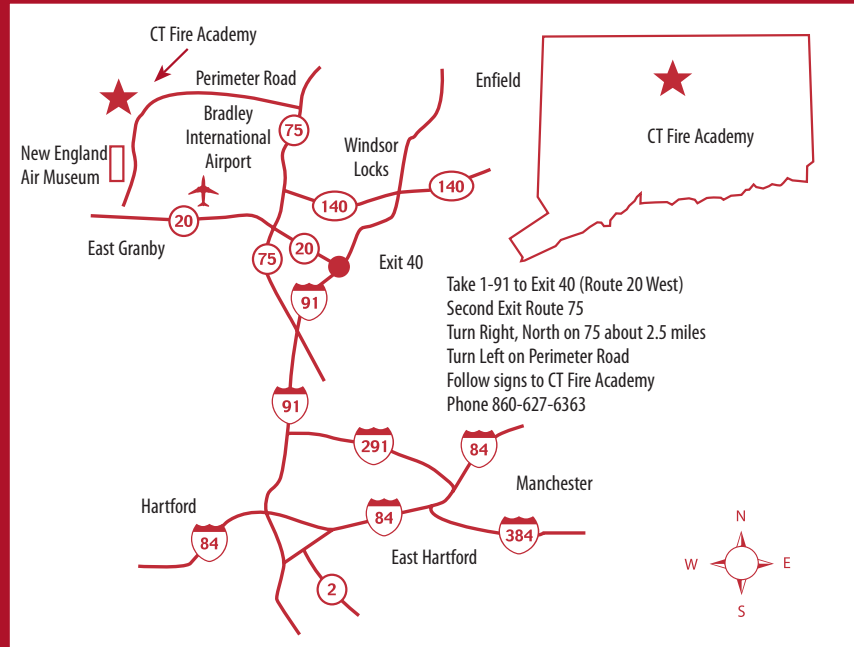 CT Fire Academy
Perimeter Road
Enfield
Bradley
International
Airport
75
Windsor
Locks
CT Fire Academy
New England
Air Museum
140
140
20
East Granby
75
20
Exit 40
91
Take 1-91 to Exit 40 (Route 20 West)
Second Exit Route 75
Turn Right, North on 75 about 2.5 miles
Turn Left on Perimeter Road
Follow signs to CT Fire Academy
Phone 860-627-6363
91
291
84
Manchester
Hartford
84
84
384
East Hartford
2
N
W
E
S